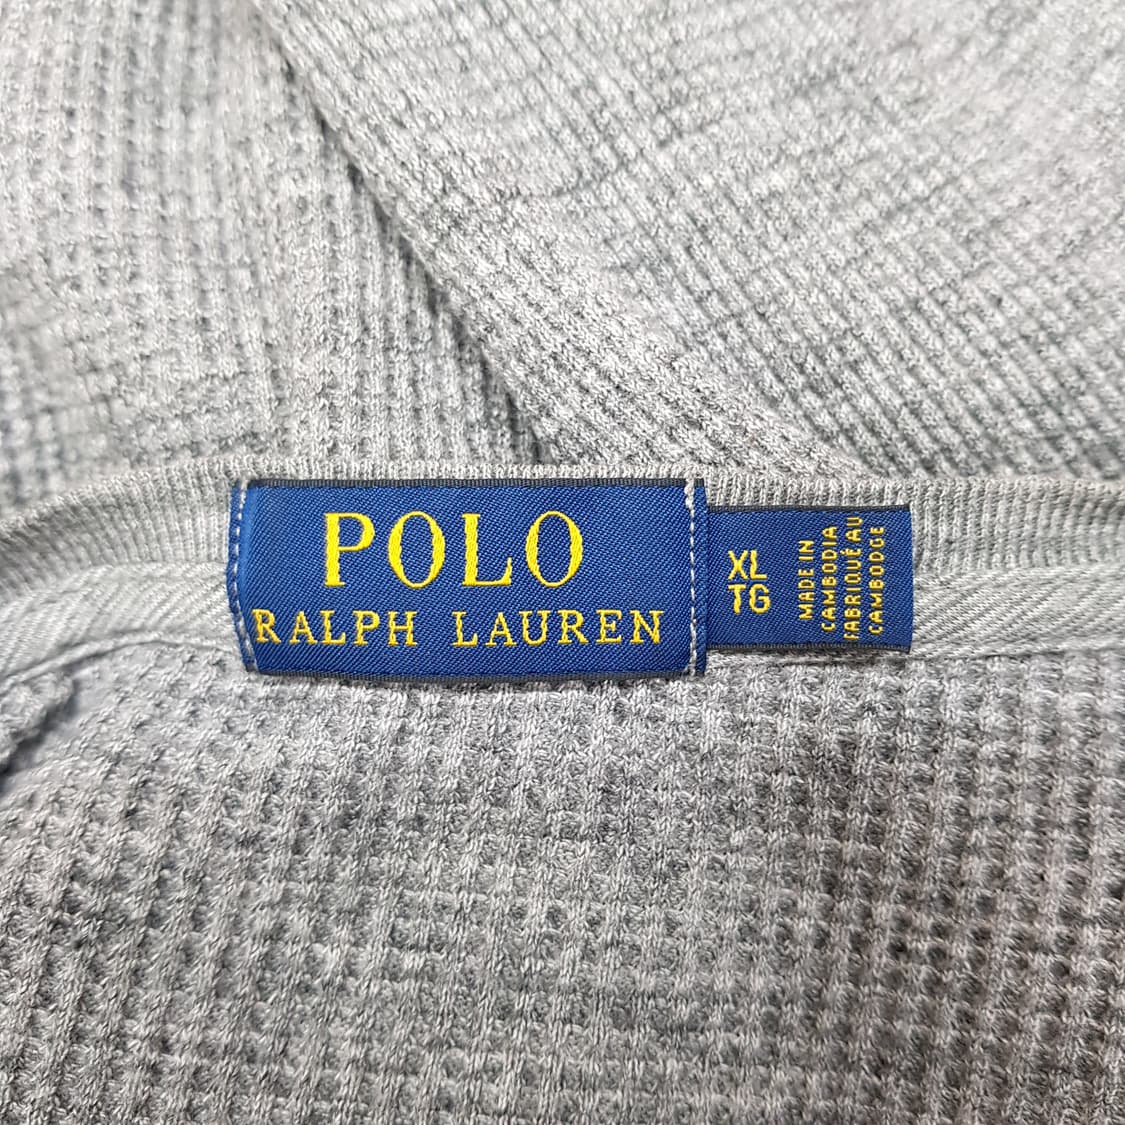 POLO
RALPH LAUREN
XL
TG
MADE IN
CAMBODIA
FABRIQUÉ AU
CAMBODGE